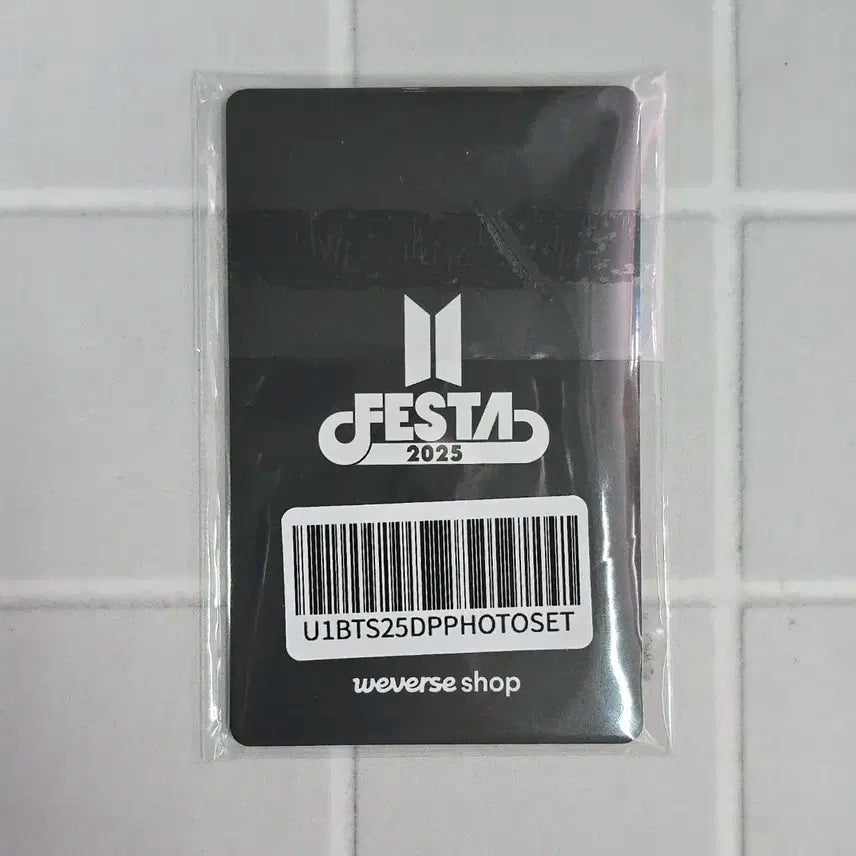 FESTA
2025
U1BTS25DPPHOTOSET
weverse shop